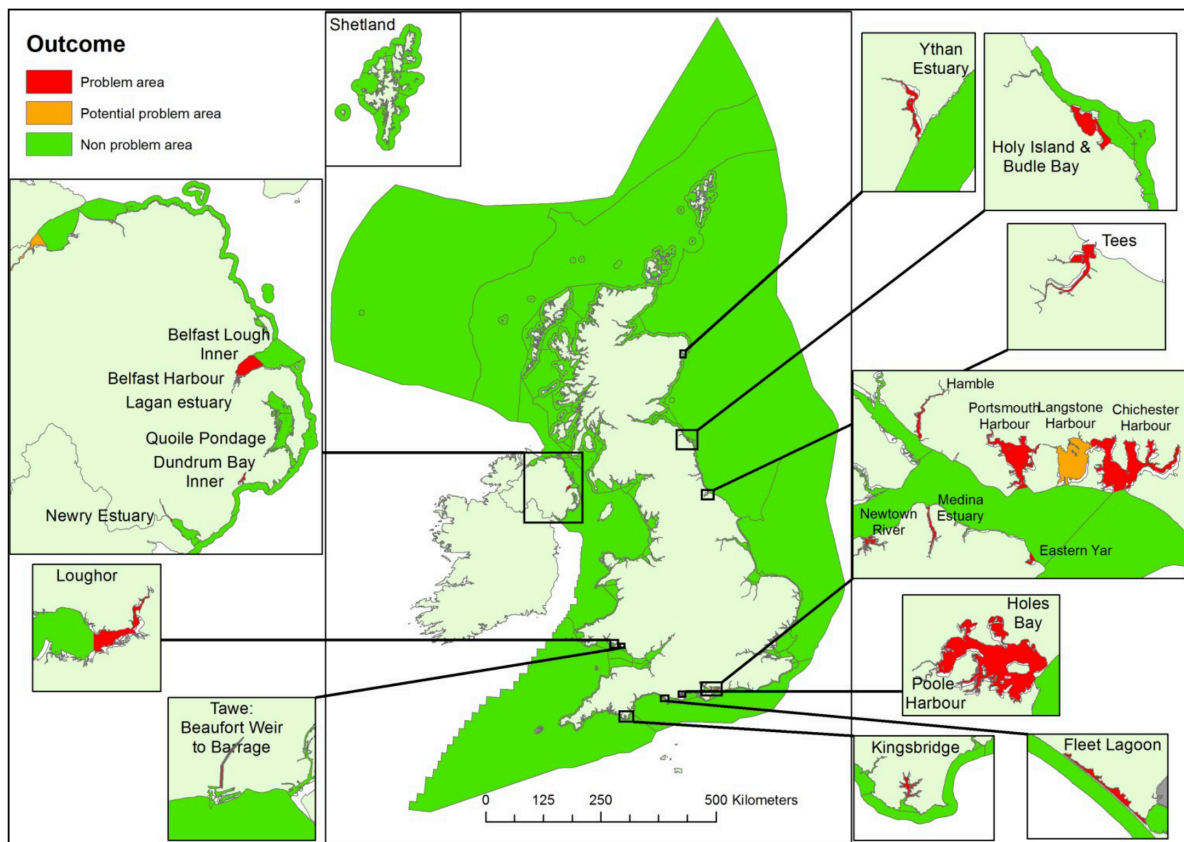 Outcome
Problem area
Potential problem area
Non problem area
Shetland
Ythan
Estuary
Holy Island &
Budle Bay
Tees
Belfast Lough
Inner
Belfast Harbour
Lagan estuary
Quoile Pondage
Dundrum Bay
Inner
Newry Estuary
Hamble
Portsmouth
Harbour
Langstone
Harbour
Chichester
Harbour
Newtown
River
Medina
Estuary
Eastern Yar
Loughor
Holes
Bay
Poole
Harbour
Tawe:
Beaufort Weir
to Barrage
Kingsbridge
Fleet Lagoon
0 125 250 500 Kilometers